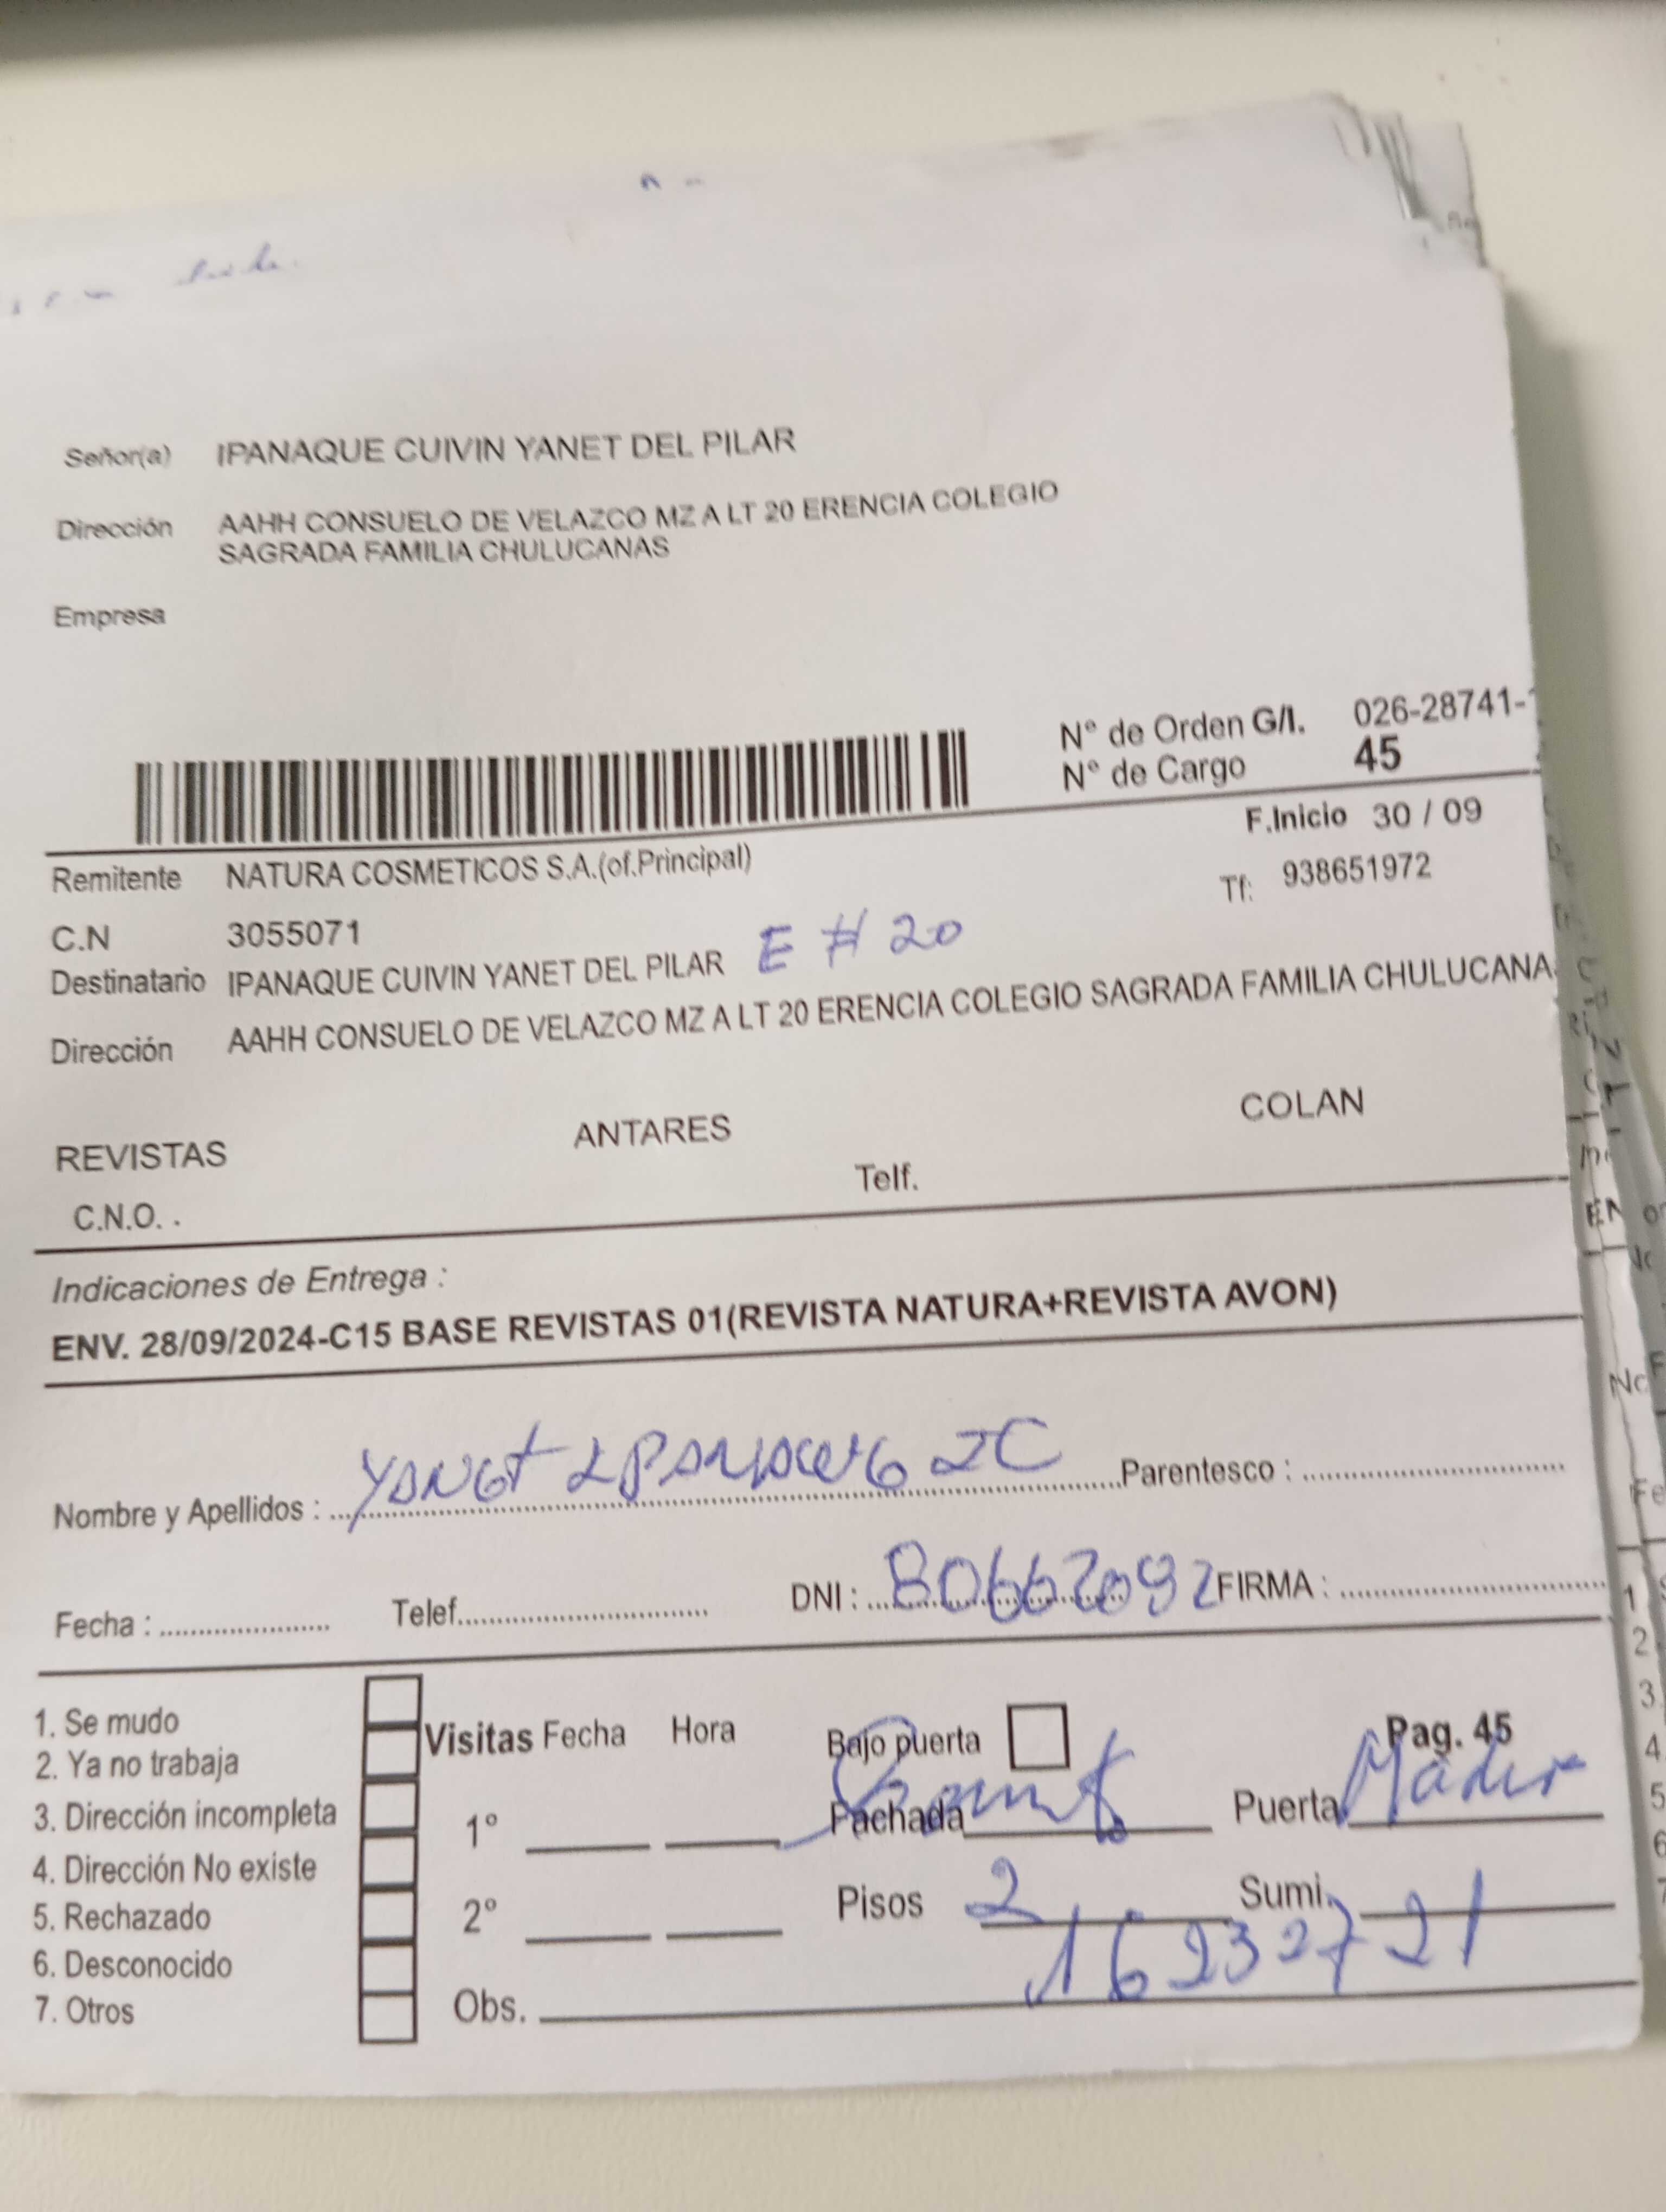 Señor(a) IPANAQUE CUIVIN YANET DEL PILAR
Dirección AAHH CONSUELO DE VELAZCO MZ A LT 20 ERENCIA COLEGIO
SAGRADA FAMILIA CHULUCANAS
Empresa
N° de Orden G/I. 026-28741-
N° de Cargo 45
F.Inicio 30 / 09
Remitente NATURA COSMETICOS S.A.(of.Principal)
Tf: 938651972
C.N 3055071
E # 20
Destinatario IPANAQUE CUIVIN YANET DEL PILAR
Dirección AAHH CONSUELO DE VELAZCO MZ A LT 20 ERENCIA COLEGIO SAGRADA FAMILIA CHULUCANA
REVISTAS ANTARES COLAN
C.N.O. . Telf.
Indicaciones de Entrega :
ENV. 28/09/2024-C15 BASE REVISTAS 01(REVISTA NATURA+REVISTA AVON)
Nombre y Apellidos : YANET Parentesco :
Fecha : Telef. DNI : 80662092 FIRMA :
1. Se mudo
2. Ya no trabaja
3. Dirección incompleta
4. Dirección No existe
5. Rechazado
6. Desconocido
7. Otros
Visitas Fecha Hora
1°
2°
Obs.
Bajo puerta Pag. 45
Fachada Puerta Mader
Pisos 2 Sumi.
16232721